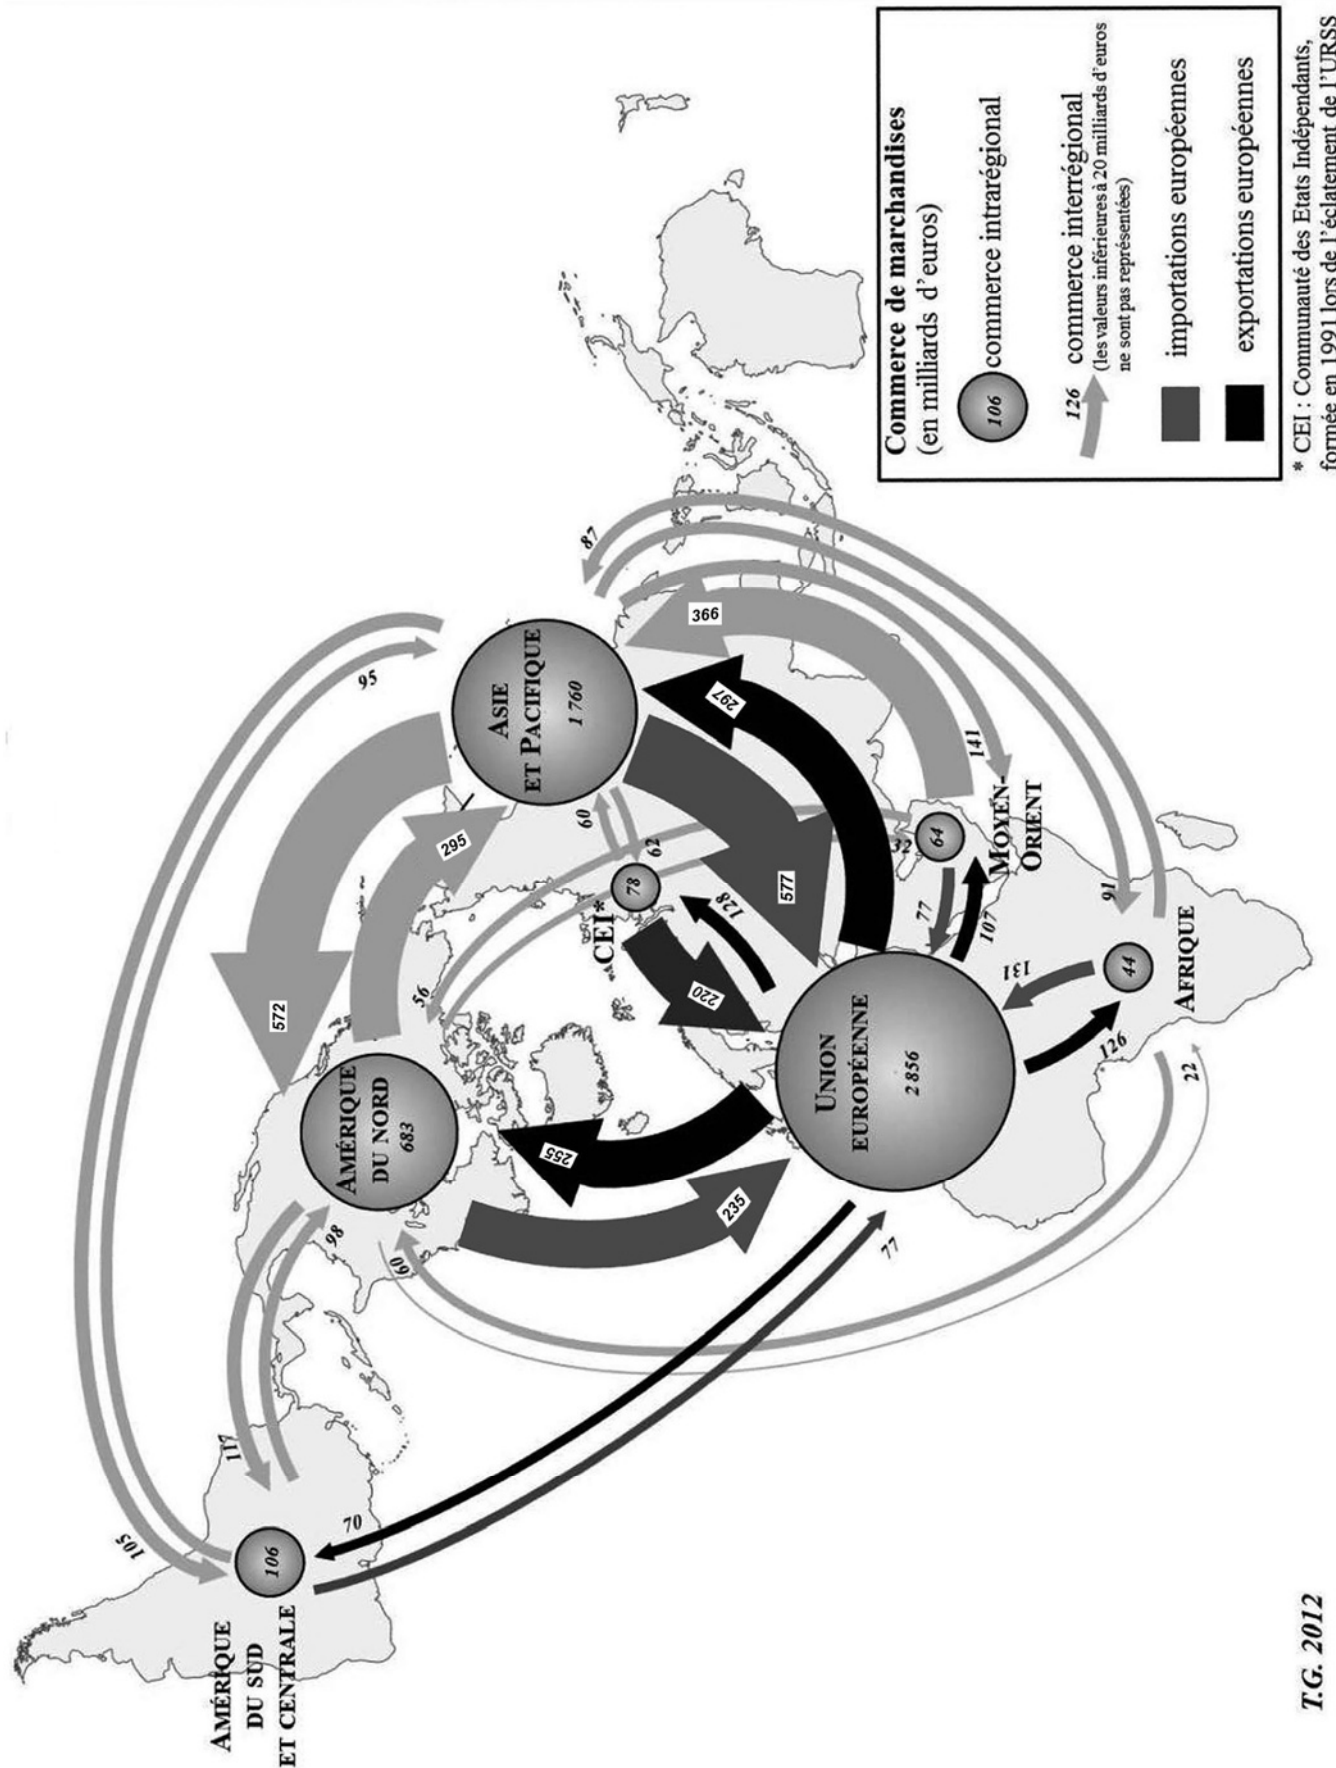 Commerce de marchandises
(en milliards d'euros)
106
commerce intrarégional
126
commerce interrégional
(les valeurs inférieures à 20 milliards d'euros
ne sont pas représentées)
importations européennes
exportations européennes
* CEI : Communauté des Etats Indépendants,
formée en 1991 lors de l'éclatement de l'URSS
AMÉRIQUE
DU SUD
ET CENTRALE
106
105
117
70
98
60
AMÉRIQUE
DU NORD
683
572
295
56
95
255
235
77
UNION
EUROPÉENNE
2 856
220
128
CEI*
78
60
62
577
297
ASIE
ET PACIFIQUE
1 760
366
87
141
32
64
MOYEN-
ORIENT
77
107
131
126
44
AFRIQUE
91
22
T.G. 2012